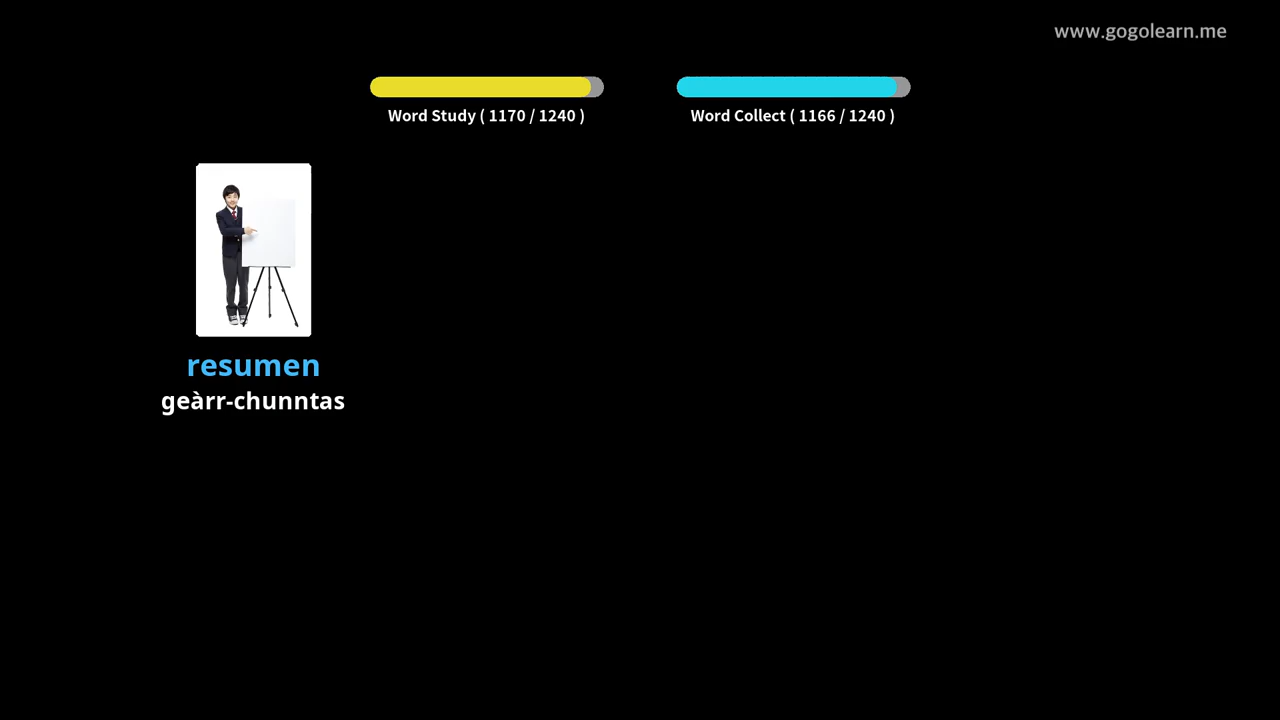 www.gogolearn.me
Word Study ( 1170 / 1240 )
Word Collect ( 1166 / 1240 )
resumen
geàrr-chunntas